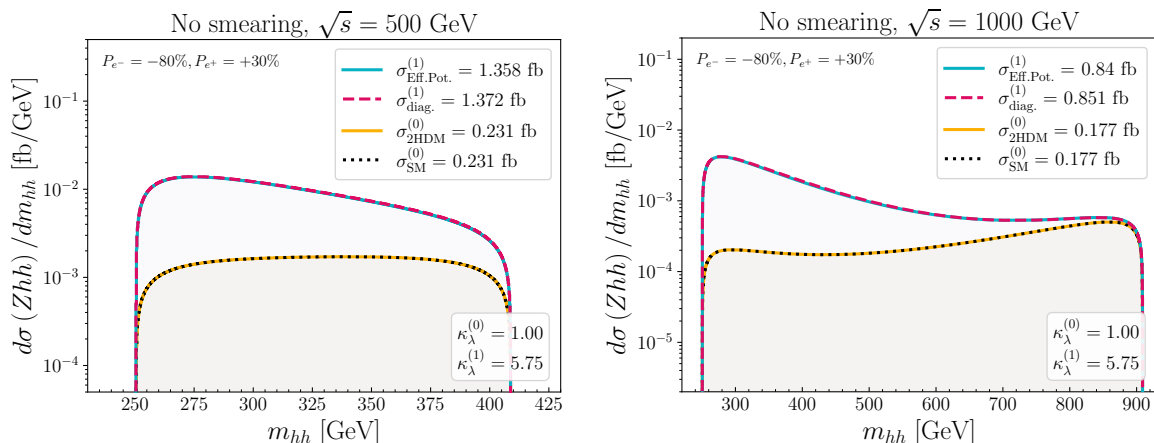 No smearing, √s = 500 GeV
P_{e^-} = −80%, P_{e^+} = +30%
σ^{(1)}_{Eff.Pot.} = 1.358 fb
σ^{(1)}_{diag.} = 1.372 fb
σ^{(0)}_{2HDM} = 0.231 fb
σ^{(0)}_{SM} = 0.231 fb
dσ (Zhh) /dm_{hh} [fb/GeV]
10^{−1}
10^{−2}
10^{−3}
10^{−4}
κ^{(0)}_λ = 1.00
κ^{(1)}_λ = 5.75
250 275 300 325 350 375 400 425
m_{hh} [GeV]
No smearing, √s = 1000 GeV
P_{e^-} = −80%, P_{e^+} = +30%
σ^{(1)}_{Eff.Pot.} = 0.84 fb
σ^{(1)}_{diag.} = 0.851 fb
σ^{(0)}_{2HDM} = 0.177 fb
σ^{(0)}_{SM} = 0.177 fb
dσ (Zhh) /dm_{hh} [fb/GeV]
10^{−1}
10^{−2}
10^{−3}
10^{−4}
10^{−5}
κ^{(0)}_λ = 1.00
κ^{(1)}_λ = 5.75
300 400 500 600 700 800 900
m_{hh} [GeV]